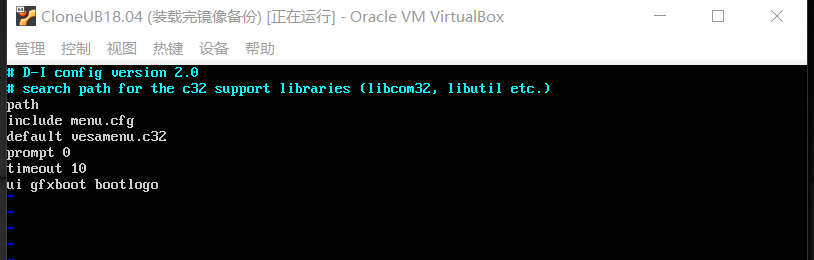 CloneUB18.04 (装载完镜像备份) [正在运行] - Oracle VM VirtualBox
管理 控制 视图 热键 设备 帮助
# D-I config version 2.0
# search path for the c32 support libraries (libcom32, libutil etc.)
path
include menu.cfg
default vesamenu.c32
prompt 0
timeout 10
ui gfxboot bootlogo
~
~
~
~